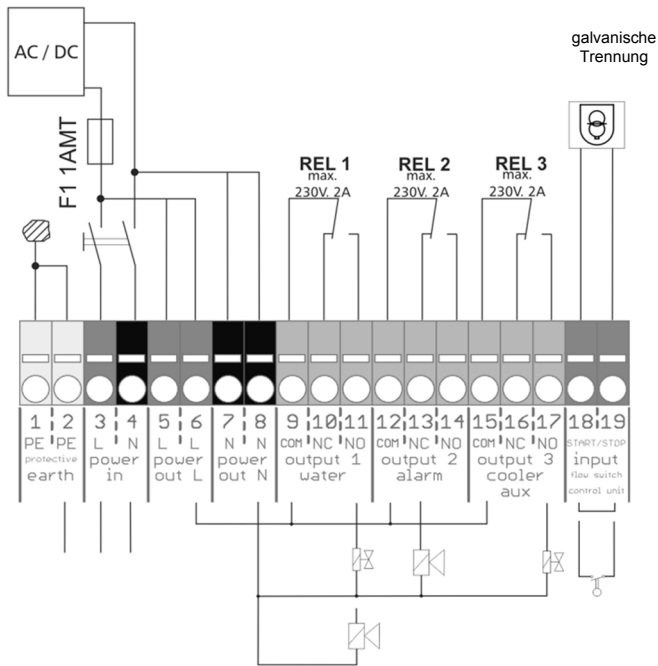 AC / DC
galvanische
Trennung
F1 1AMT
REL 1
max.
230V. 2A
REL 2
max.
230V. 2A
REL 3
max.
230V. 2A
1 2 3 4 5 6 7 8 9 10 11 12 13 14 15 16 17 18 19
PE PE L N L L N N COM NC NO COM NC NO COM NC NO START/STOP
protective
earth
power
in
power
out L
power
out N
output 1
water
output 2
alarm
output 3
cooler
aux
input
flow switch
control unit